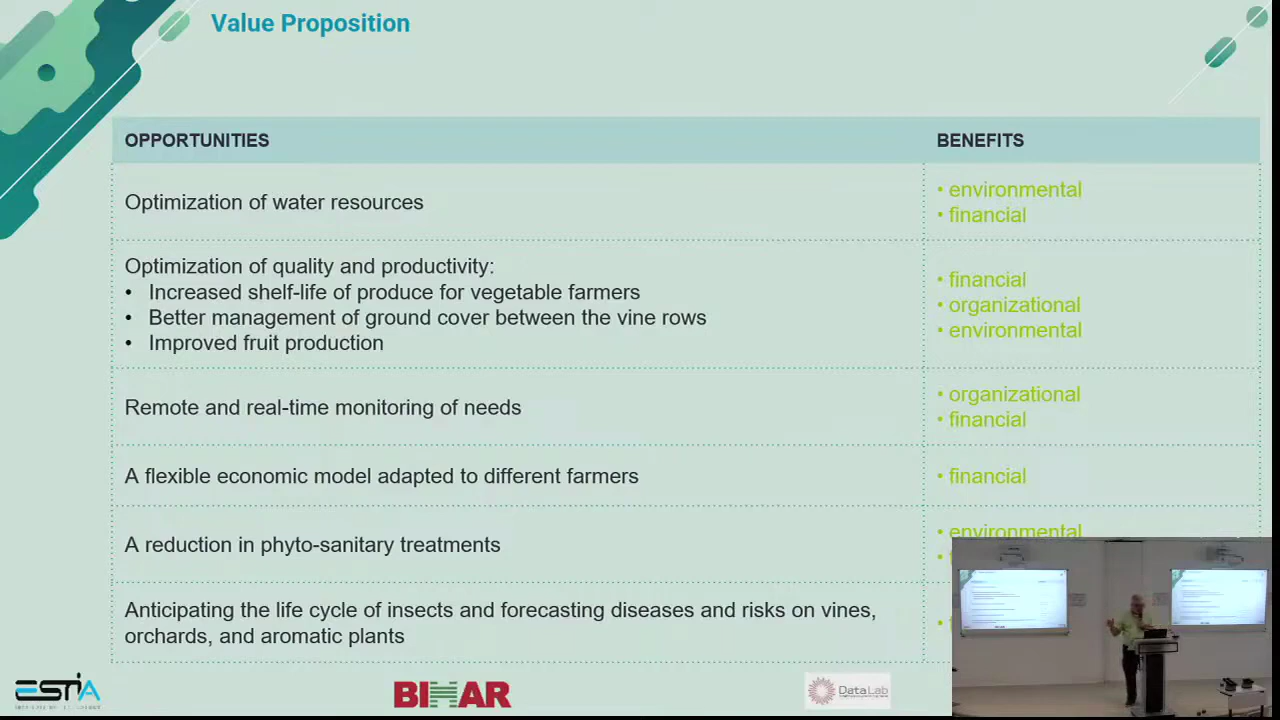 Value Proposition
OPPORTUNITIES
BENEFITS
Optimization of water resources
• environmental
• financial
Optimization of quality and productivity:
• Increased shelf-life of produce for vegetable farmers
• Better management of ground cover between the vine rows
• Improved fruit production
• financial
• organizational
• environmental
Remote and real-time monitoring of needs
• organizational
• financial
A flexible economic model adapted to different farmers
• financial
A reduction in phyto-sanitary treatments
• environmental
Anticipating the life cycle of insects and forecasting diseases and risks on vines,
orchards, and aromatic plants
ESTIA
BIHAR
DataLab